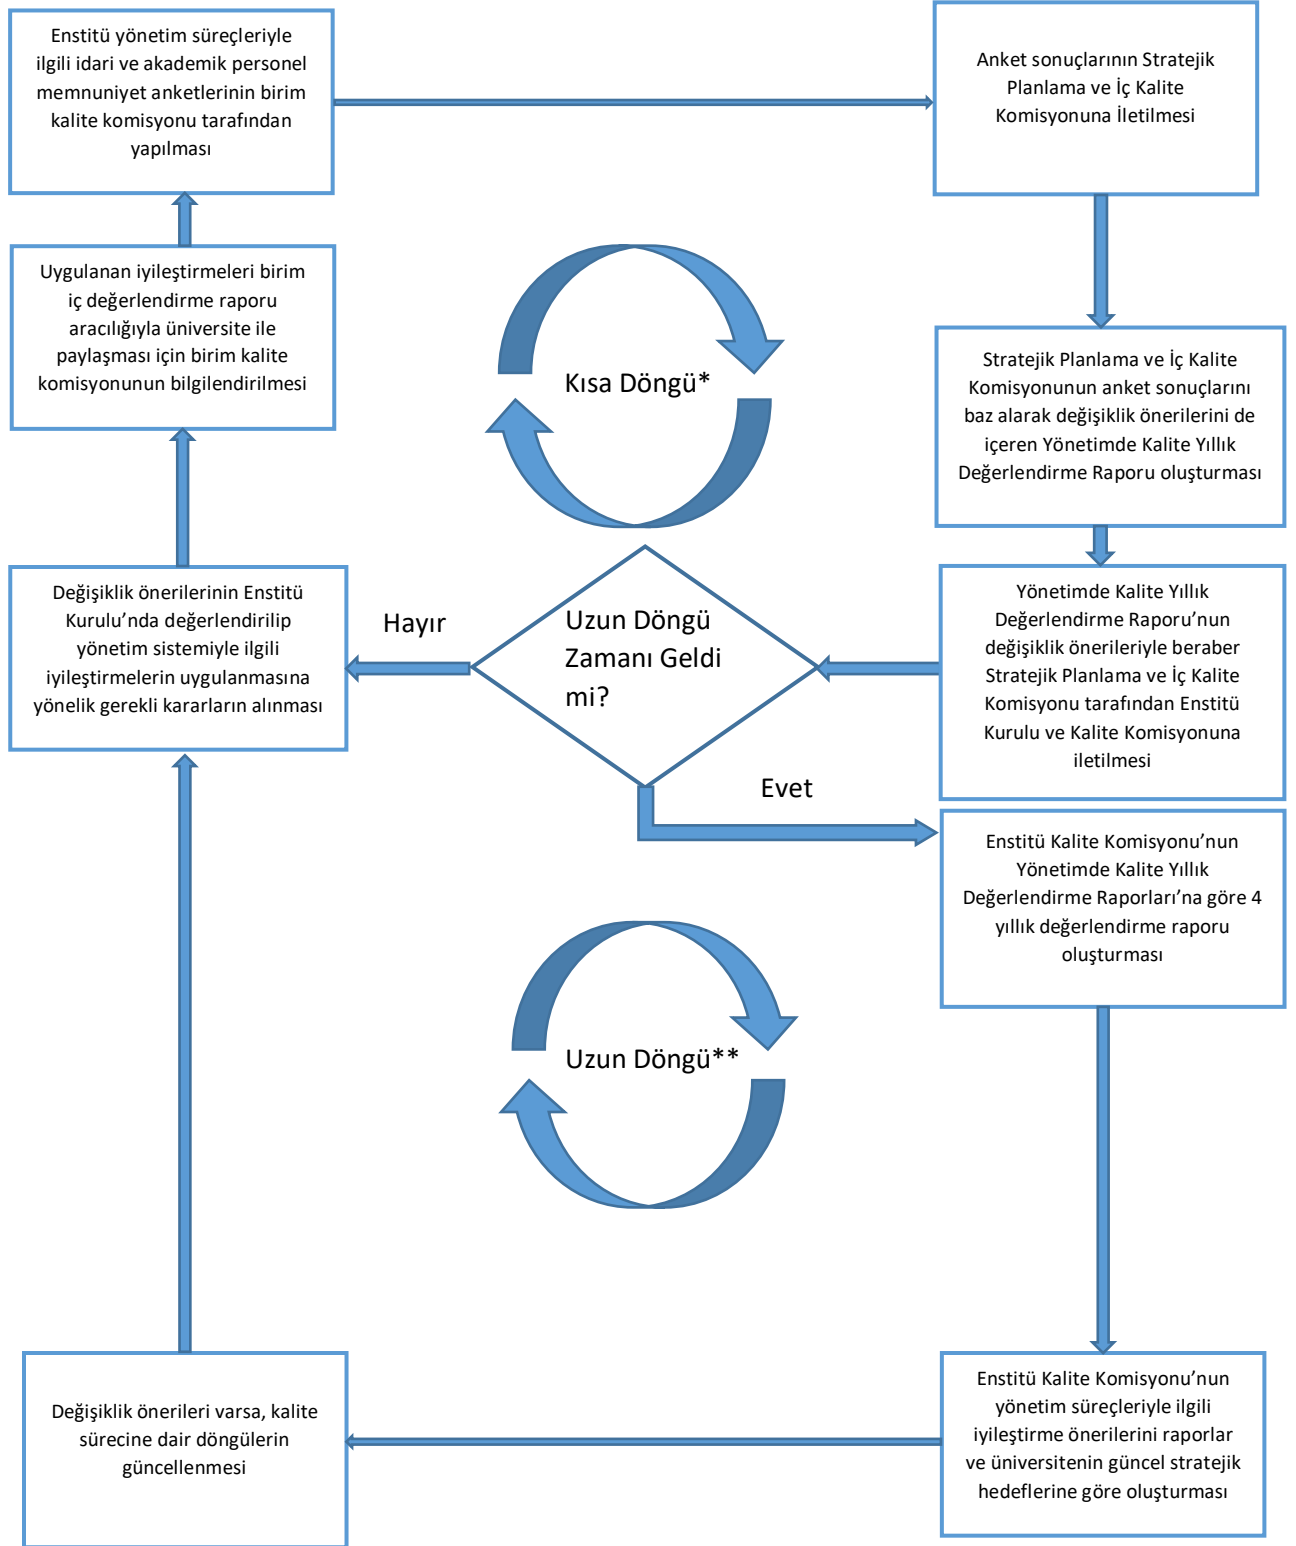 Enstitü yönetim süreçleriyle
ilgili idari ve akademik personel
memnuniyet anketlerinin birim
kalite komisyonu tarafından
yapılması
Anket sonuçlarının Stratejik
Planlama ve İç Kalite
Komisyonuna İletilmesi
Uygulanan iyileştirmeleri birim
iç değerlendirme raporu
aracılığıyla üniversite ile
paylaşması için birim kalite
komisyonunun bilgilendirilmesi
Kısa Döngü*
Stratejik Planlama ve İç Kalite
Komisyonunun anket sonuçlarını
baz alarak değişiklik önerilerini de
içeren Yönetimde Kalite Yıllık
Değerlendirme Raporu oluşturması
Değişiklik önerilerinin Enstitü
Kurulu’nda değerlendirilip
yönetim sistemiyle ilgili
iyileştirmelerin uygulanmasına
yönelik gerekli kararların alınması
Hayır
Uzun Döngü
Zamanı Geldi
mi?
Yönetimde Kalite Yıllık
Değerlendirme Raporu’nun
değişiklik önerileriyle beraber
Stratejik Planlama ve İç Kalite
Komisyonu tarafından Enstitü
Kurulu ve Kalite Komisyonuna
iletilmesi
Evet
Enstitü Kalite Komisyonu’nun
Yönetimde Kalite Yıllık
Değerlendirme Raporları’na göre 4
yıllık değerlendirme raporu
oluşturması
Uzun Döngü**
Değişiklik önerileri varsa, kalite
sürecine dair döngülerin
güncellenmesi
Enstitü Kalite Komisyonu’nun
yönetim süreçleriyle ilgili
iyileştirme önerilerini raporlar
ve üniversitenin güncel stratejik
hedeflerine göre oluşturması